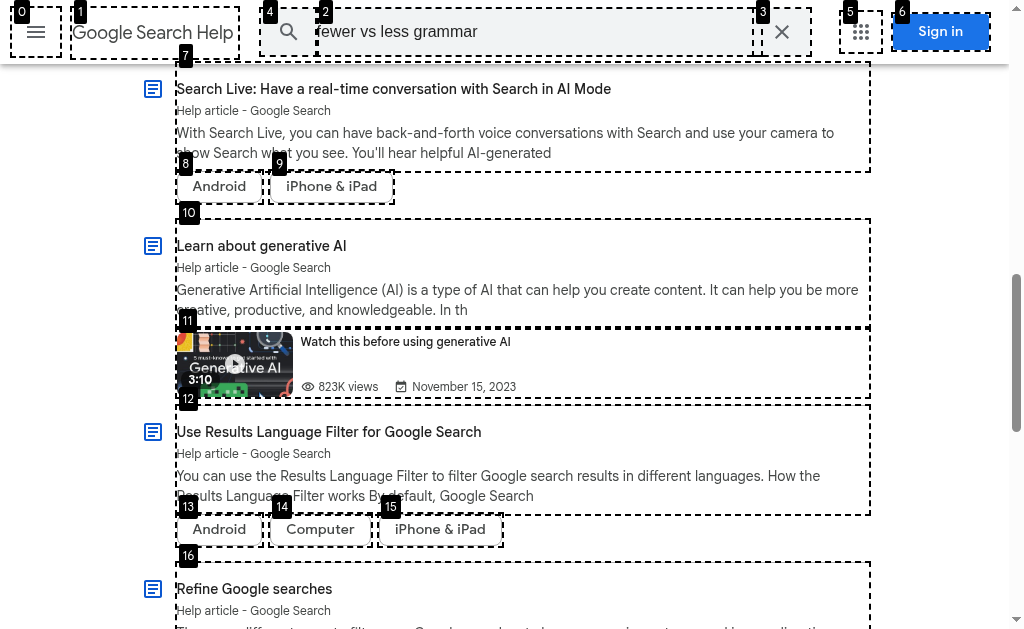 0
1
Google Search Help
4
2
fewer vs less grammar
3
5
6
Sign in
7
Search Live: Have a real-time conversation with Search in AI Mode
Help article - Google Search
With Search Live, you can have back-and-forth voice conversations with Search and use your camera to
show Search what you see. You'll hear helpful AI-generated
8
Android
9
iPhone & iPad
10
Learn about generative AI
Help article - Google Search
Generative Artificial Intelligence (AI) is a type of AI that can help you create content. It can help you be more
creative, productive, and knowledgeable. In th
11
Generative AI
3:10
Watch this before using generative AI
823K views
November 15, 2023
12
Use Results Language Filter for Google Search
Help article - Google Search
You can use the Results Language Filter to filter Google search results in different languages. How the
Results Language Filter works By default, Google Search
13
Android
14
Computer
15
iPhone & iPad
16
Refine Google searches
Help article - Google Search